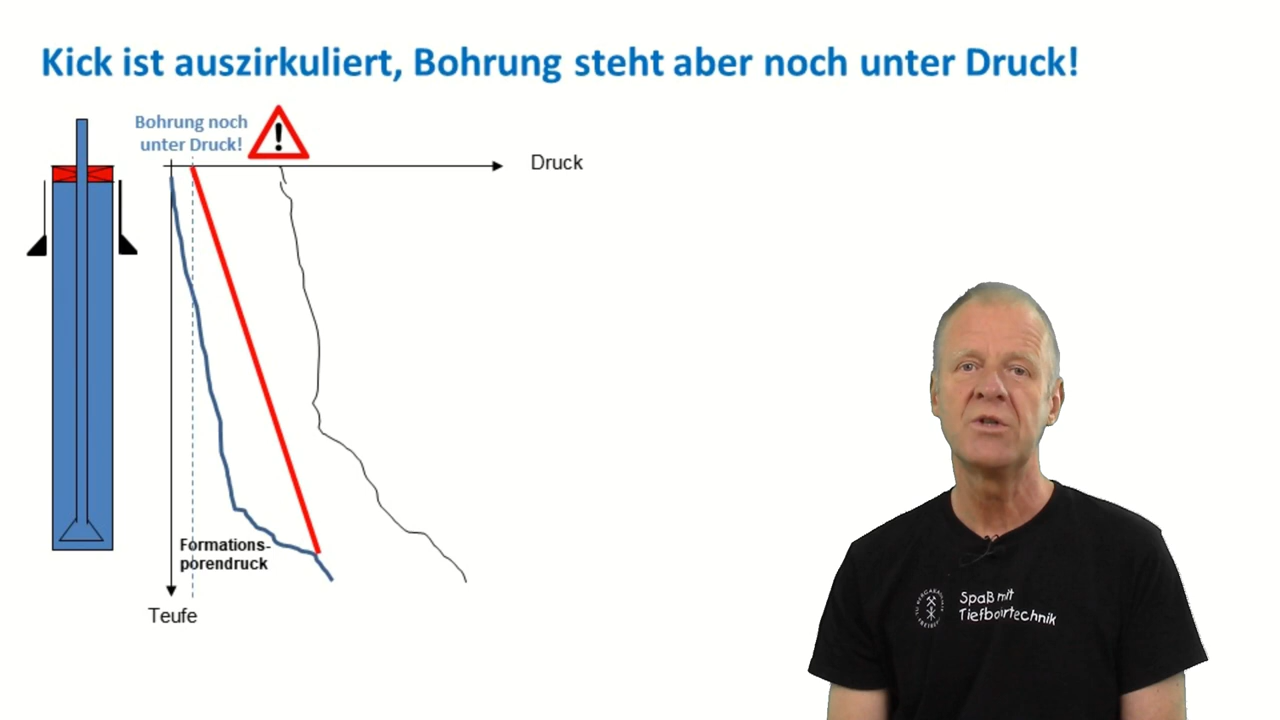 Kick ist auszirkuliert, Bohrung steht aber noch unter Druck!
Bohrung noch
unter Druck!
!
Druck
Formations-
porendruck
Teufe
Spaß mit
Tiefbohrtechnik